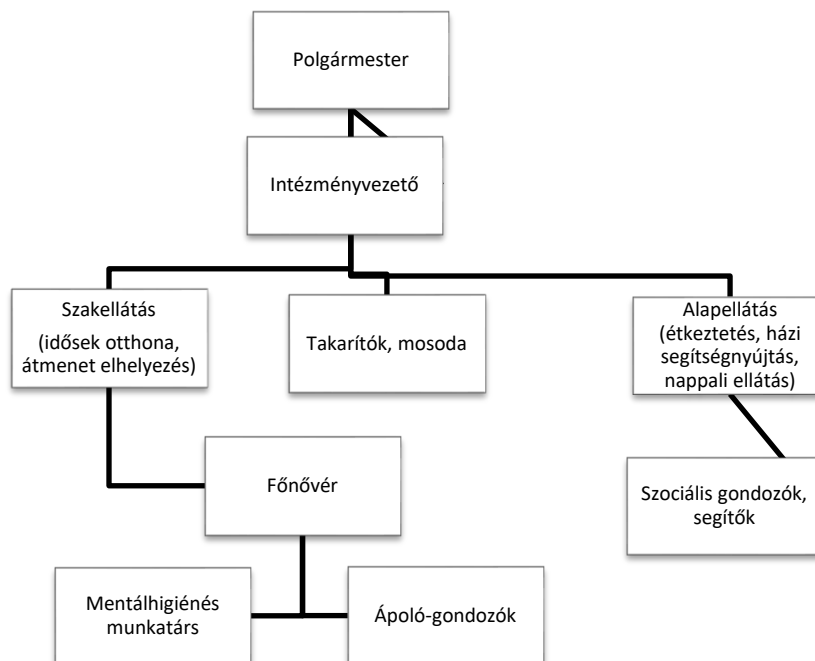 Polgármester
Intézményvezető
Szakellátás
(idősek otthona,
átmenet elhelyezés)
Takarítók, mosoda
Alapellátás
(étkeztetés, házi
segítségnyújtás,
nappali ellátás)
Főnővér
Szociális gondozók,
segítők
Mentálhigiénés
munkatárs
Ápoló-gondozók